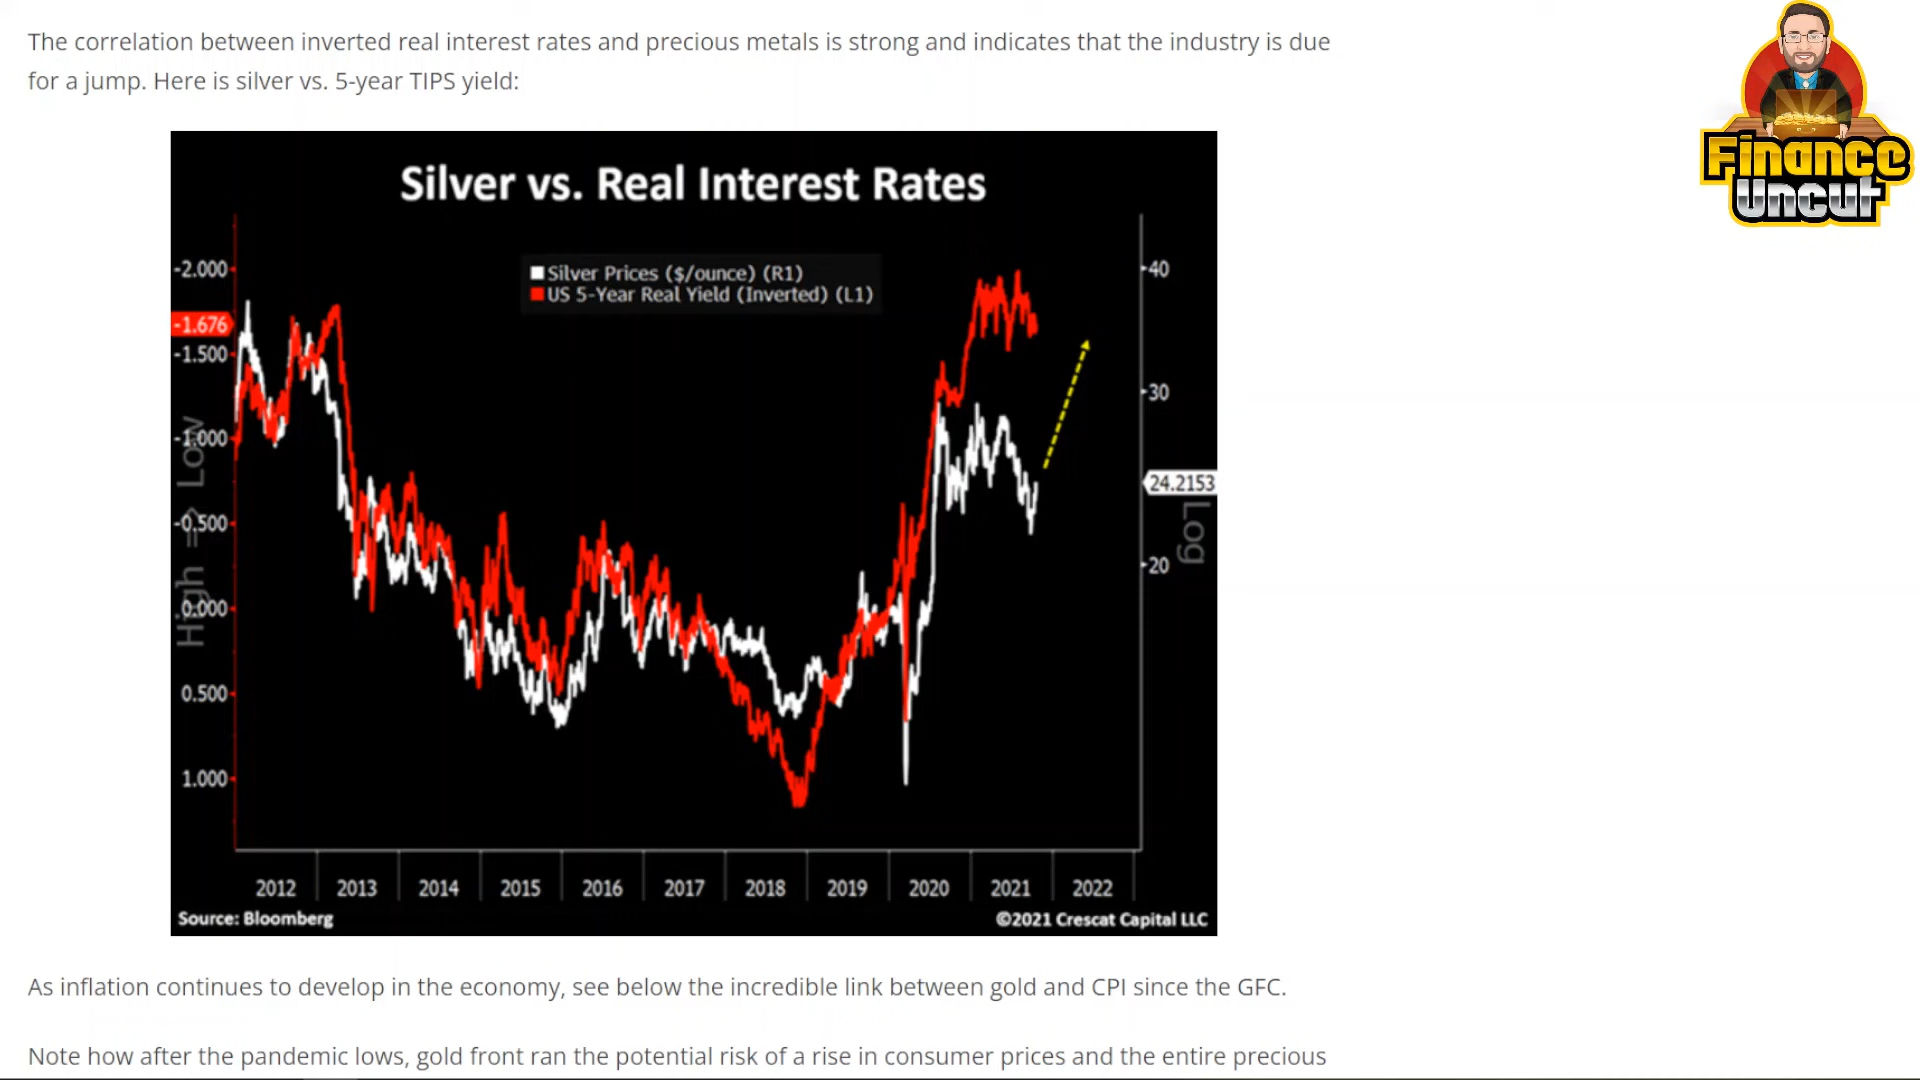 The correlation between inverted real interest rates and precious metals is strong and indicates that the industry is due
for a jump. Here is silver vs. 5-year TIPS yield:
Finance
Uncut
Silver vs. Real Interest Rates
Silver Prices ($/ounce) (R1)
US 5-Year Real Yield (Inverted) (L1)
-2.000
-1.676
-1.500
-1.000
-0.500
0.000
0.500
1.000
High => Low
40
30
24.2153
20
Log
2012 2013 2014 2015 2016 2017 2018 2019 2020 2021 2022
Source: Bloomberg
©2021 Crescat Capital LLC
As inflation continues to develop in the economy, see below the incredible link between gold and CPI since the GFC.
Note how after the pandemic lows, gold front ran the potential risk of a rise in consumer prices and the entire precious